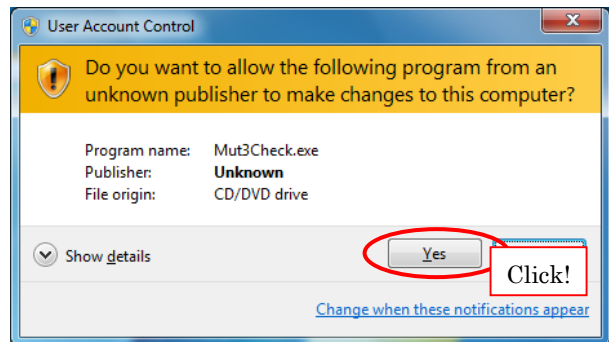 User Account Control
Do you want to allow the following program from an
unknown publisher to make changes to this computer?
Program name: Mut3Check.exe
Publisher: Unknown
File origin: CD/DVD drive
Show details
Yes
Click!
Change when these notifications appear